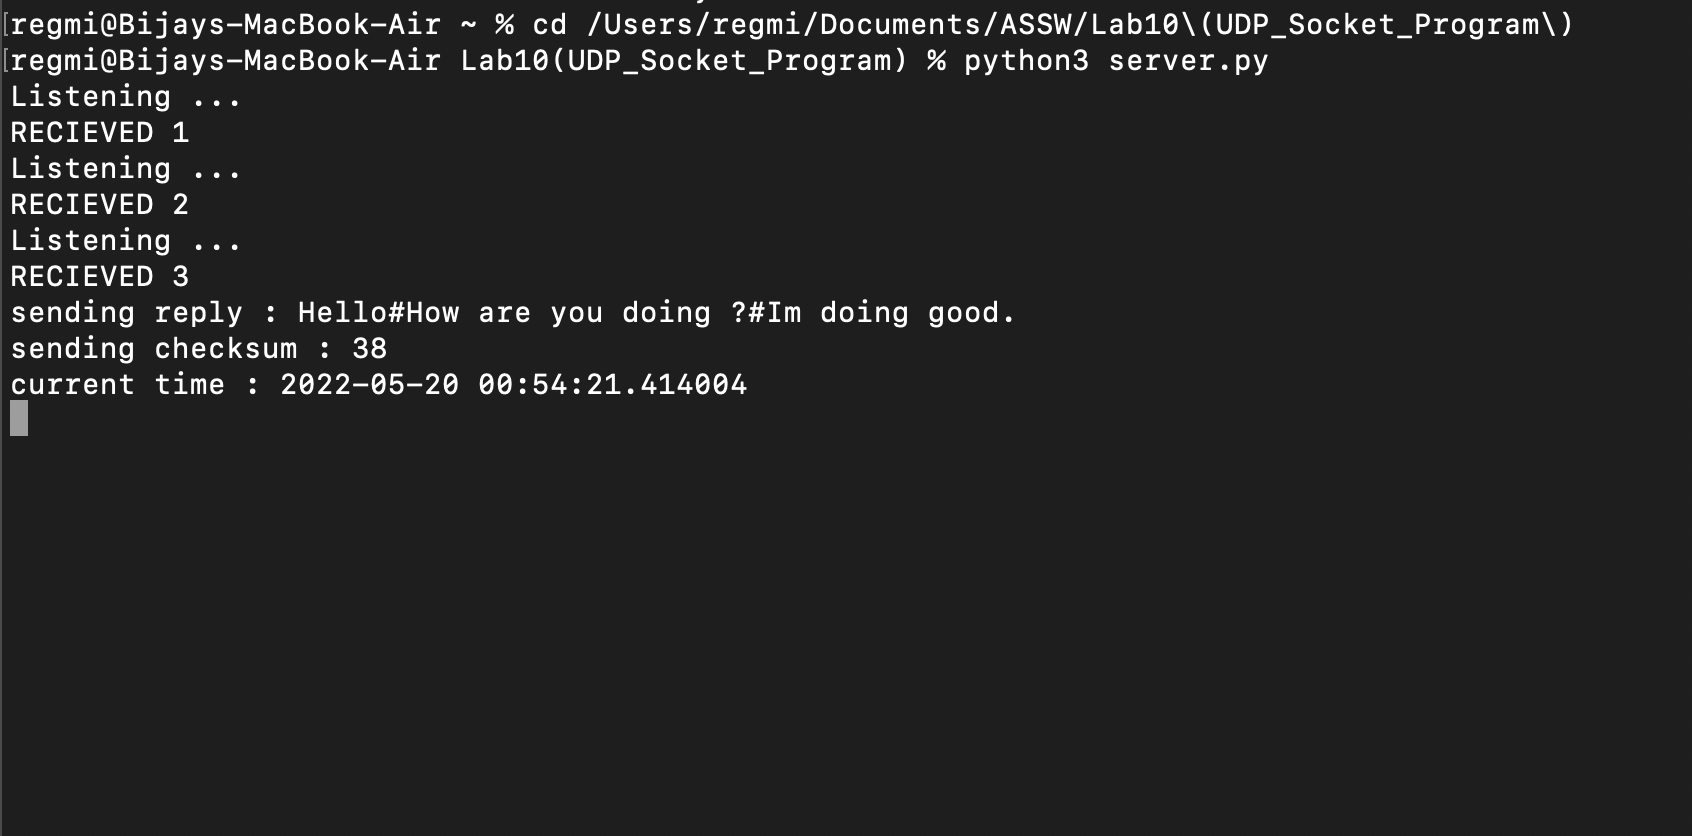 [regmi@Bijays-MacBook-Air ~ % cd /Users/regmi/Documents/ASSW/Lab10\(UDP_Socket_Program\)
[regmi@Bijays-MacBook-Air Lab10(UDP_Socket_Program) % python3 server.py
Listening ...
RECIEVED 1
Listening ...
RECIEVED 2
Listening ...
RECIEVED 3
sending reply : Hello#How are you doing ?#Im doing good.
sending checksum : 38
current time : 2022-05-20 00:54:21.414004